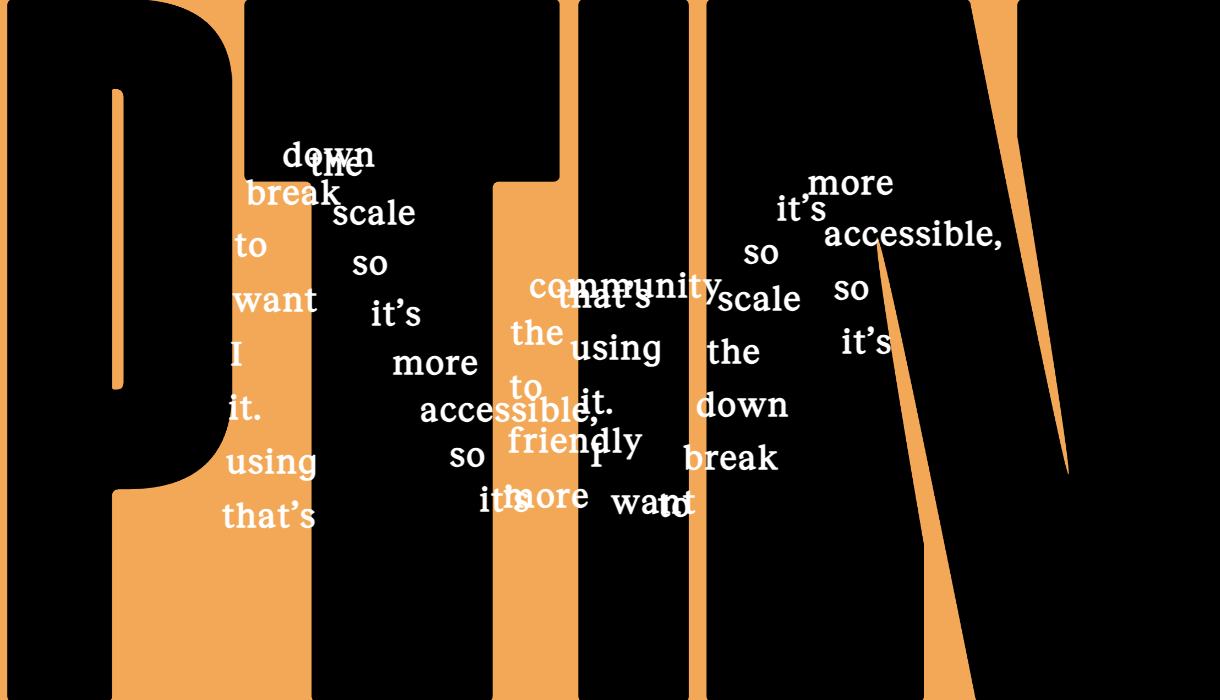 PTIN
that’s using it. I want to break down the scale so it’s more accessible, so it’s more friendly to the community that’s using it. I want to break down the scale so it’s more accessible, so it’s